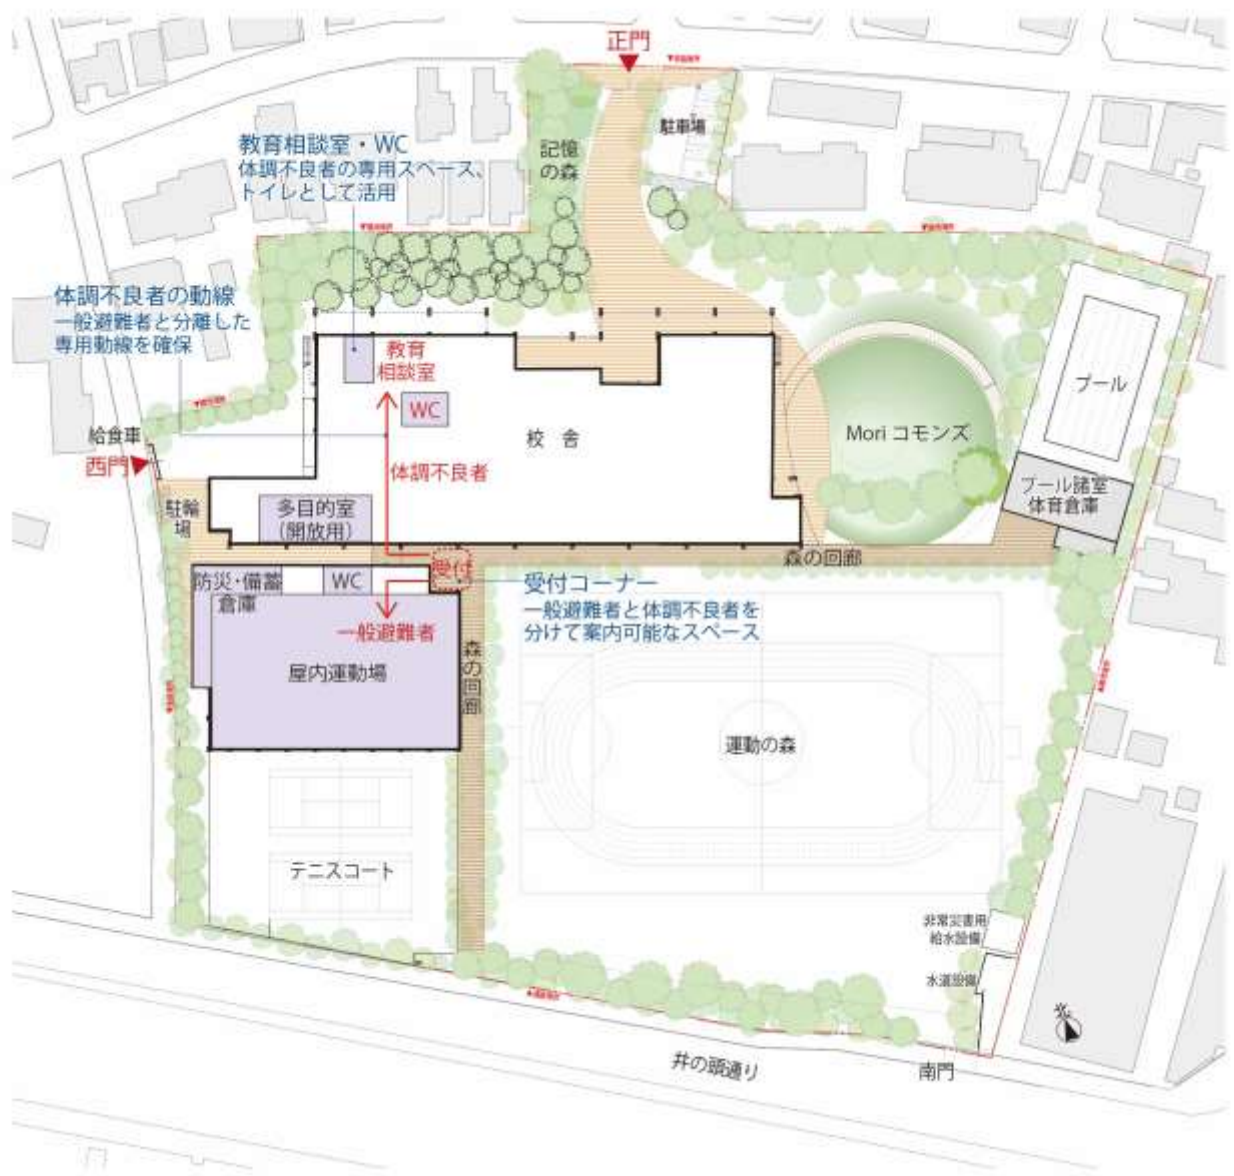 正門
駐車場
記憶
の森
教育相談室・WC
体調不良者の専用スペース、
トイレとして活用
体調不良者の動線
一般避難者と分離した
専用動線を確保
教育
相談室
WC
校 舎
Mori コモンズ
プール
プール諸室
体育倉庫
給食車
西門
体調不良者
駐輪
場
多目的室
(開放用)
森の回廊
受付
防災・備蓄
倉庫
WC
受付コーナー
一般避難者と体調不良者を
分けて案内可能なスペース
一般避難者
屋内運動場
森の回廊
運動の森
テニスコート
非常災害用
給水設備
水道設備
北
井の頭通り
南門